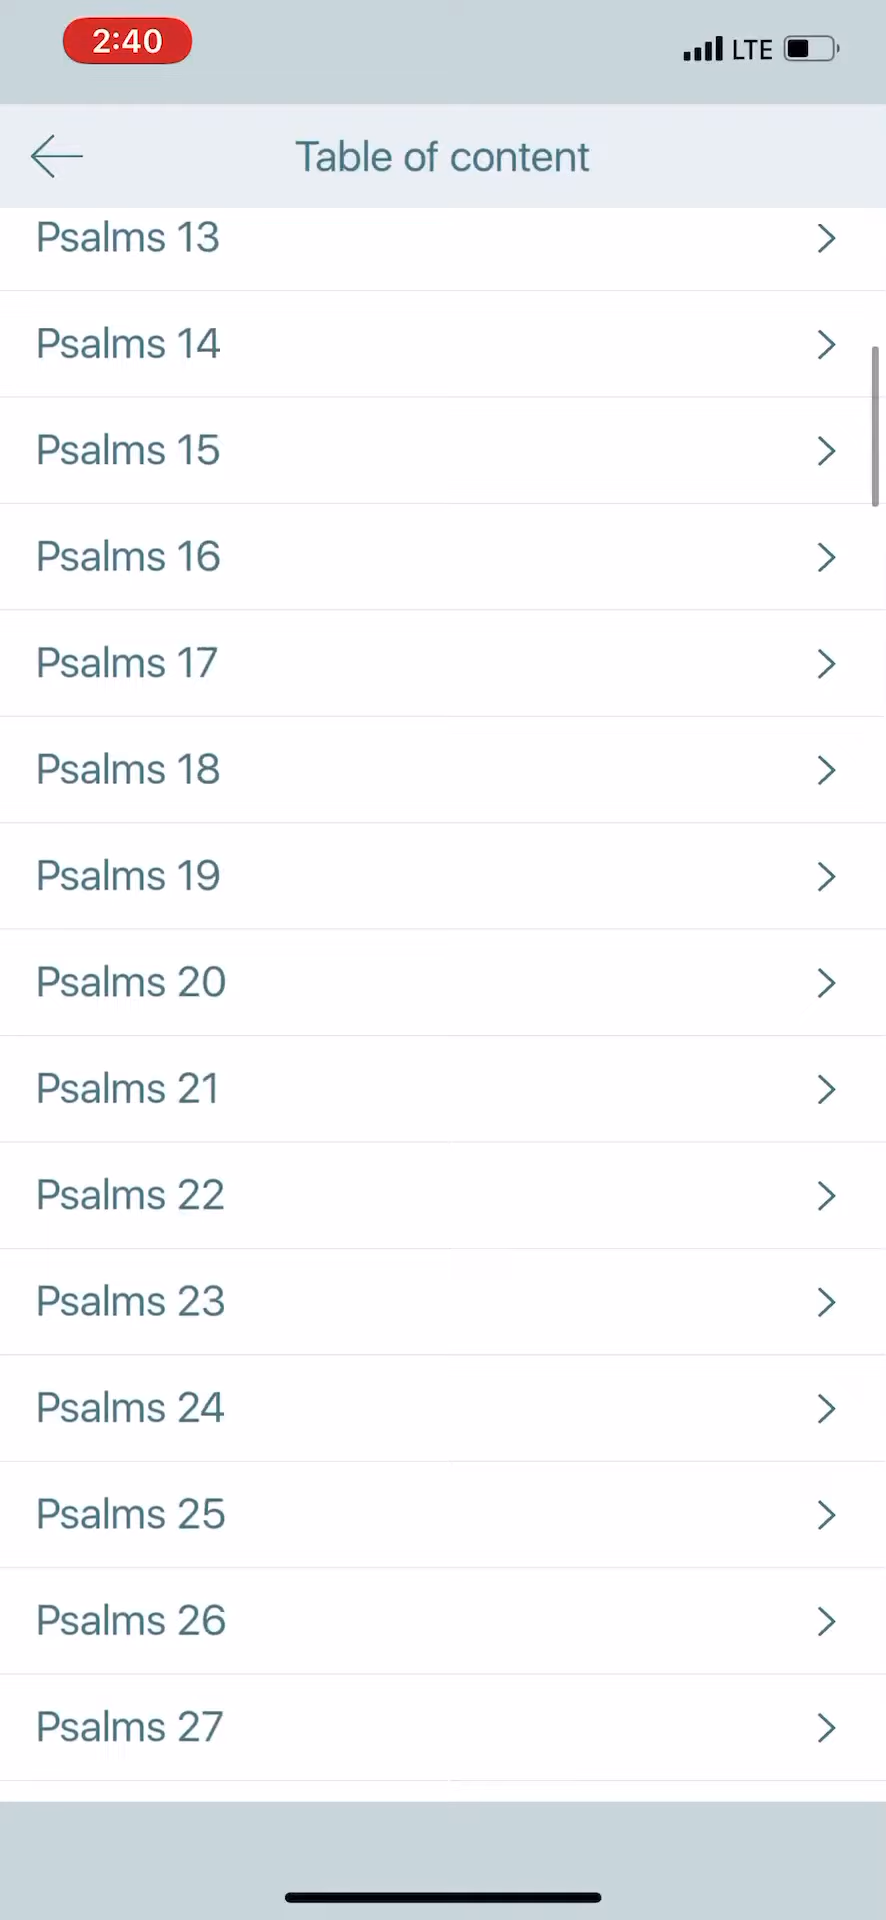 2:40
LTE
Table of content
Psalms 13
Psalms 14
Psalms 15
Psalms 16
Psalms 17
Psalms 18
Psalms 19
Psalms 20
Psalms 21
Psalms 22
Psalms 23
Psalms 24
Psalms 25
Psalms 26
Psalms 27